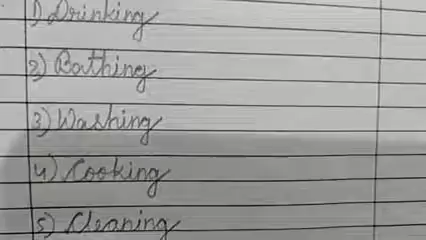 1) Drinking
2) Bathing
3) Washing
4) Cooking
5) Cleaning